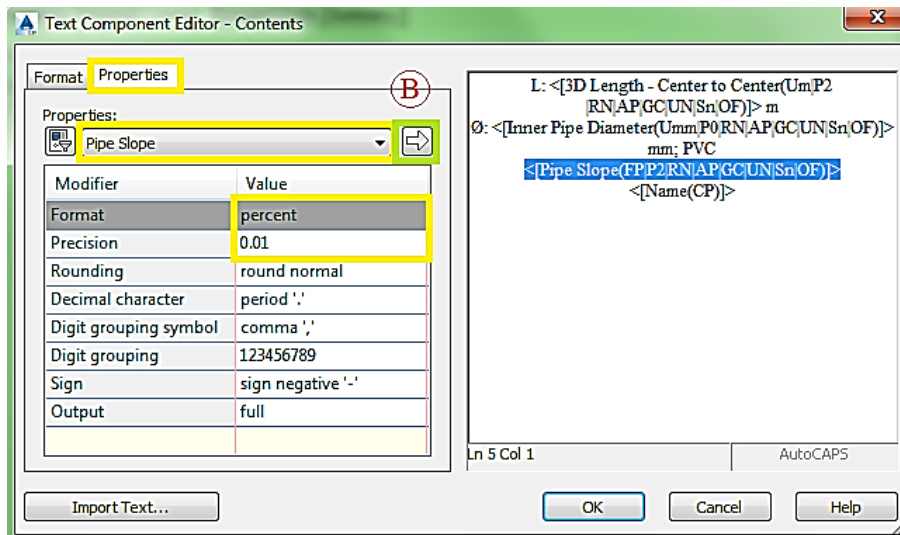 Text Component Editor - Contents
X
Format Properties
B
Properties:
Pipe Slope
Modifier Value
Format percent
Precision 0.01
Rounding round normal
Decimal character period '.'
Digit grouping symbol comma ','
Digit grouping 123456789
Sign sign negative '-'
Output full
L: <[3D Length - Center to Center(Um|P2
|RN|AP|GC|UN|Sn|OF)]> m
Ø: <[Inner Pipe Diameter(Umm|P0|RN|AP|GC|UN|Sn|OF)]>
mm; PVC
<[Pipe Slope(FP|P2|RN|AP|GC|UN|Sn|OF)]>
<[Name(CP)]>
Ln 5 Col 1 AutoCAPS
Import Text... OK Cancel Help